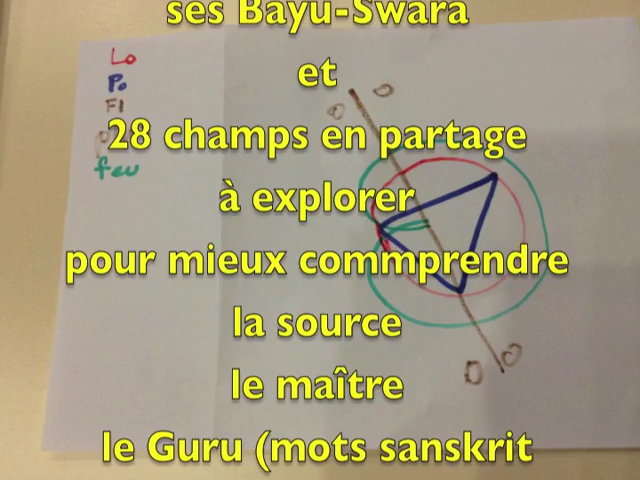 ses Bayu-Swara
et
28 champs en partage
à explorer
pour mieux commprendre
la source
le maître
le Guru (mots sanskrit
Lo
Po
Fl
feu